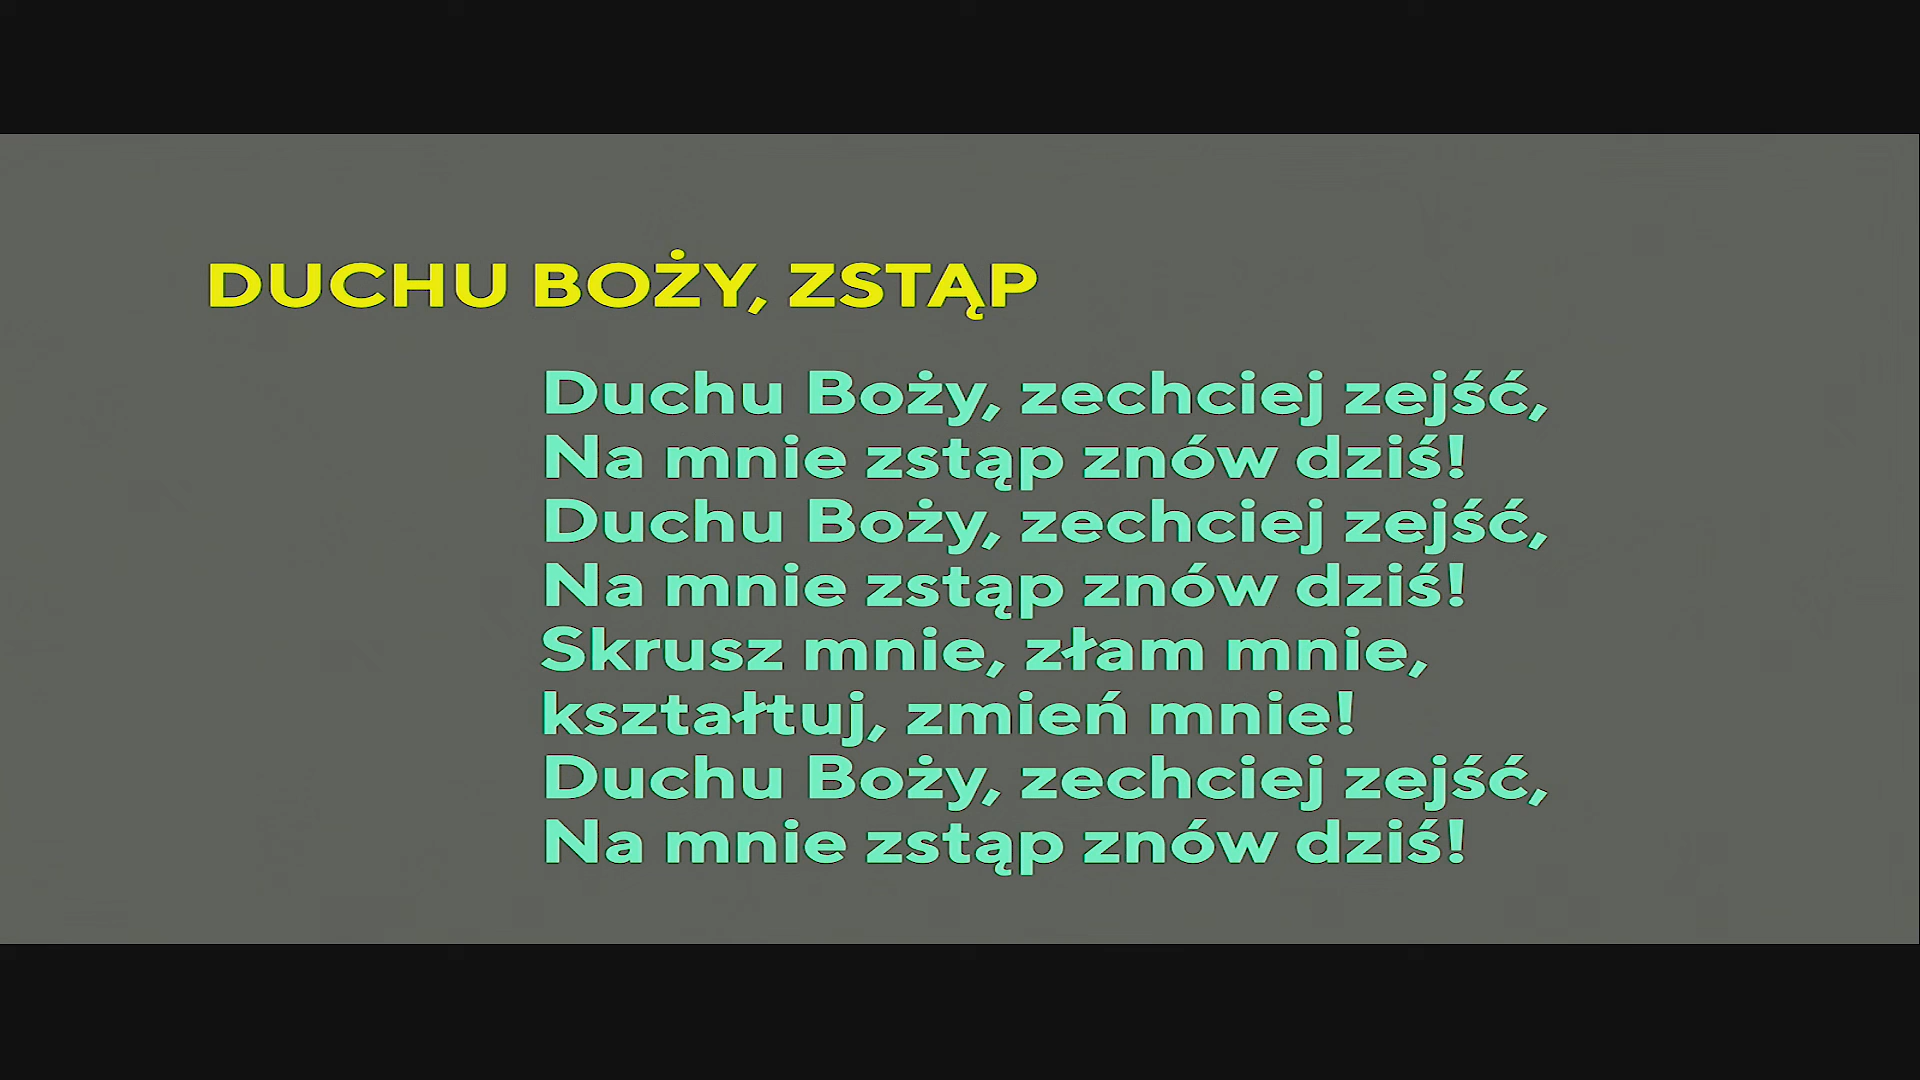 DUCHU BOŻY, ZSTĄP
Duchu Boży, zechciej zejść,
Na mnie zstąp znów dziś!
Duchu Boży, zechciej zejść,
Na mnie zstąp znów dziś!
Skrusz mnie, złam mnie,
kształtuj, zmień mnie!
Duchu Boży, zechciej zejść,
Na mnie zstąp znów dziś!